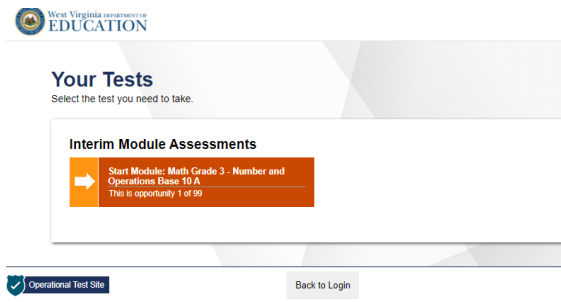 West Virginia DEPARTMENT OF
EDUCATION
Your Tests
Select the test you need to take.
Interim Module Assessments
Start Module: Math Grade 3 - Number and
Operations Base 10 A
This is opportunity 1 of 99
Operational Test Site
Back to Login